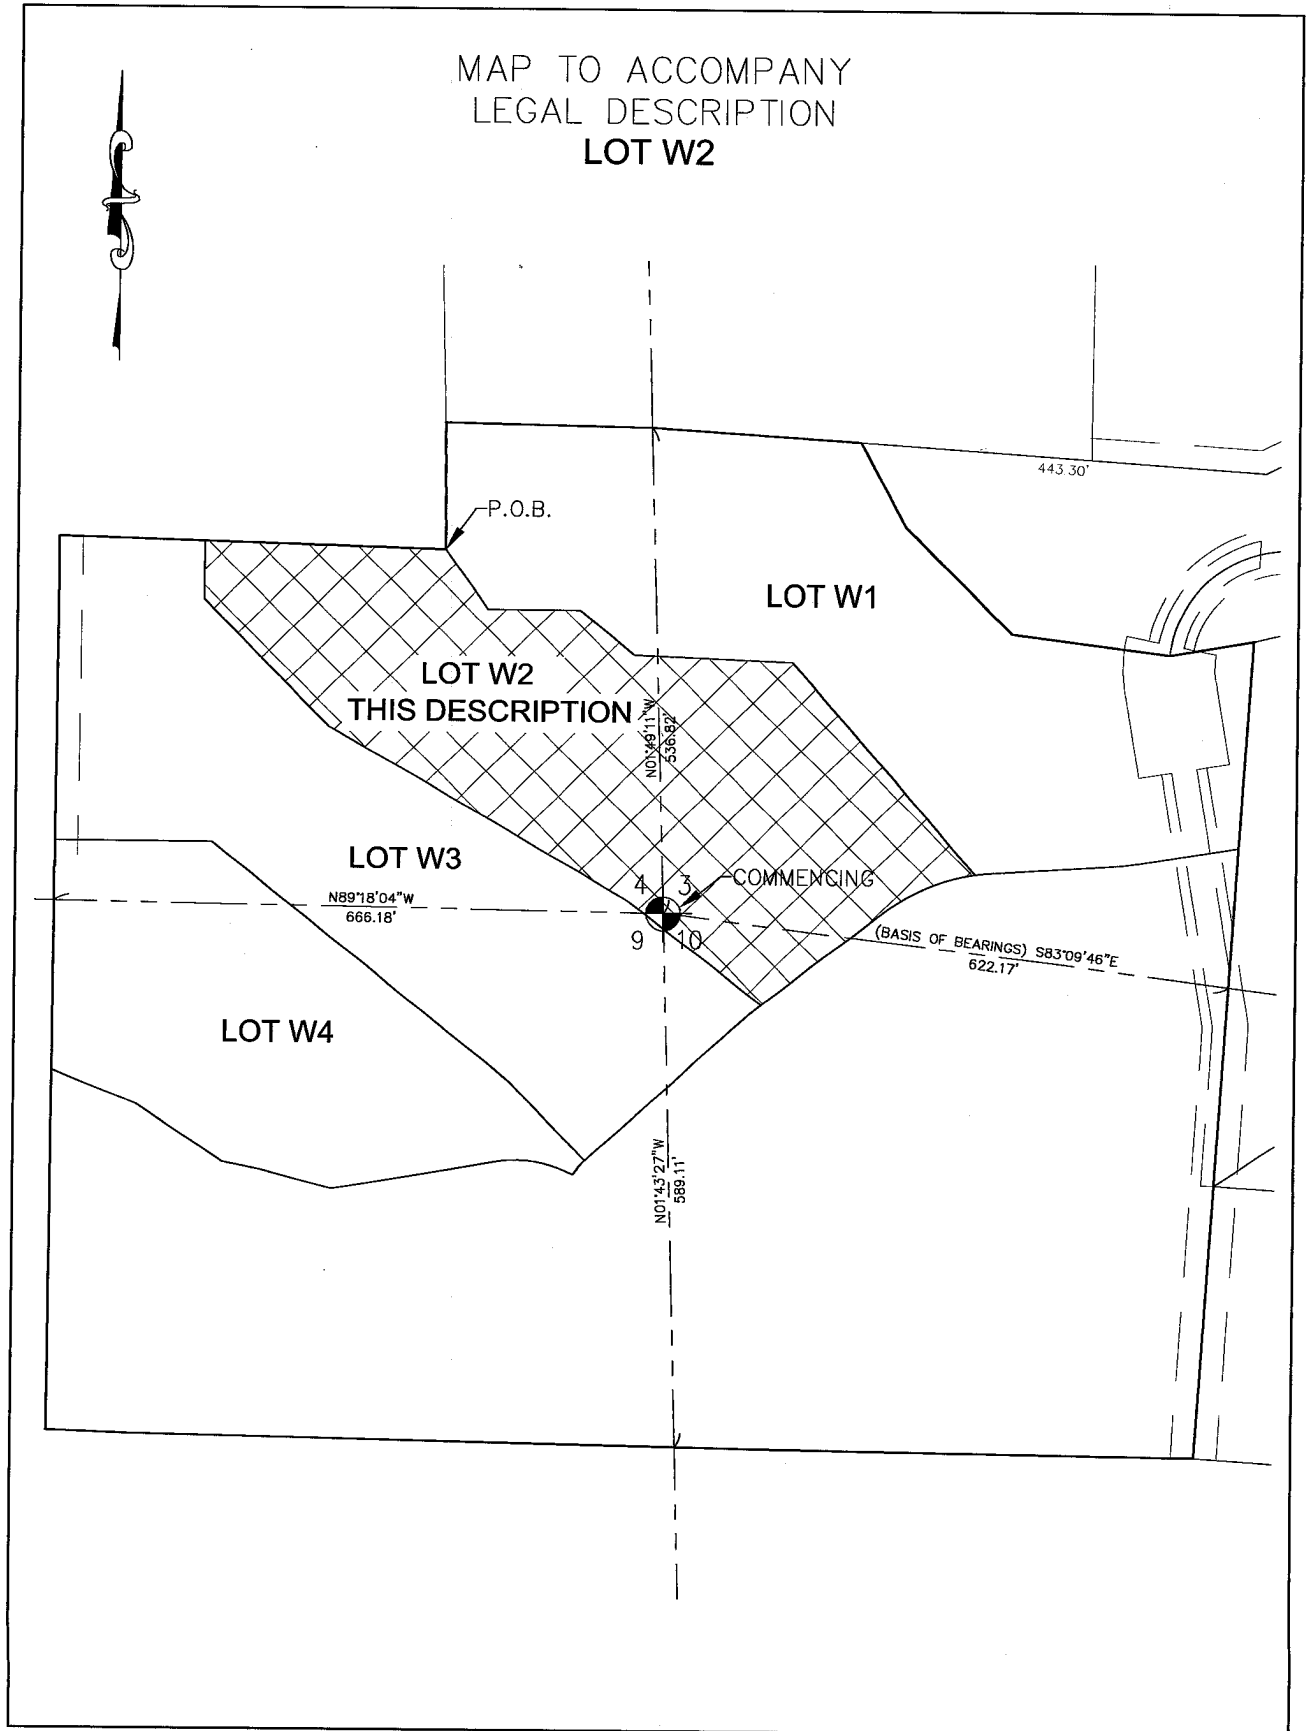 MAP TO ACCOMPANY
LEGAL DESCRIPTION
LOT W2
443.30'
P.O.B.
LOT W1
LOT W2
THIS DESCRIPTION
N01°49'11"W
536.82'
LOT W3
4 3
COMMENCING
N89°18'04"W
666.18'
9 10
(BASIS OF BEARINGS) S83°09'46"E
622.17'
LOT W4
N01°43'27"W
589.11'